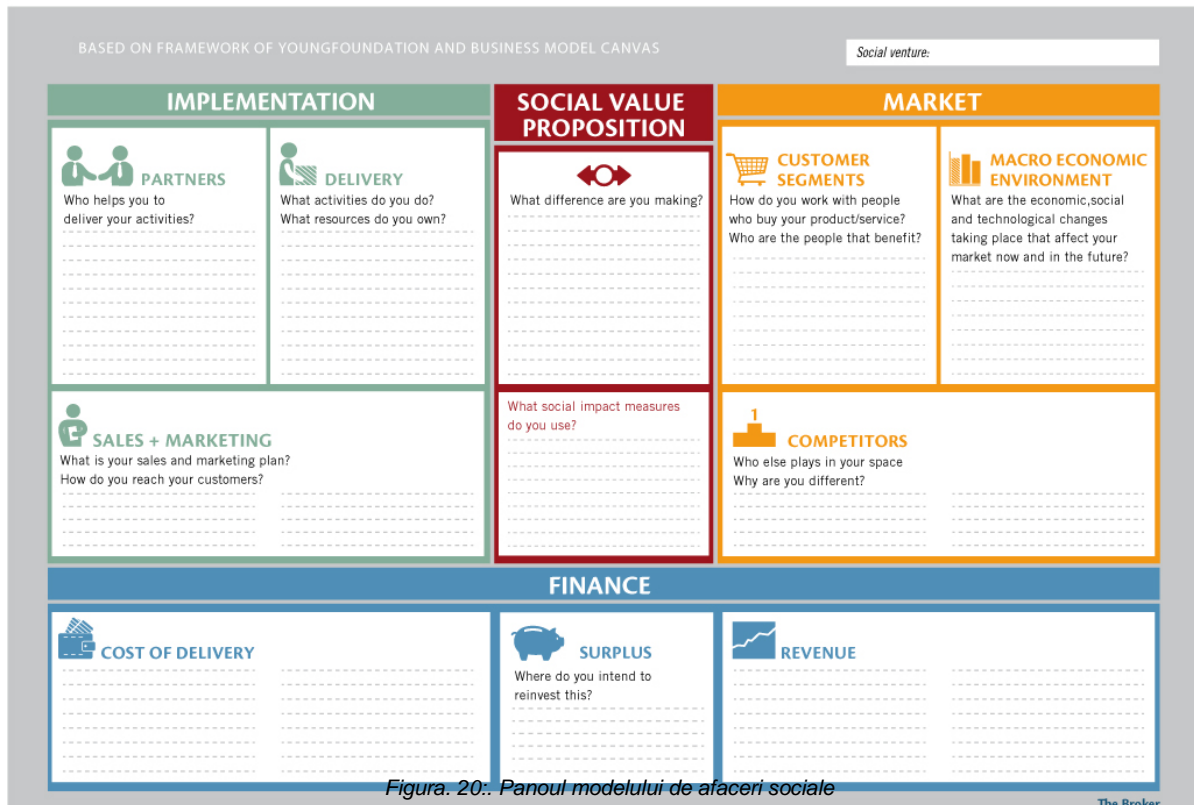 BASED ON FRAMEWORK OF YOUNGFOUNDATION AND BUSINESS MODEL CANVAS
Social venture:
IMPLEMENTATION
PARTNERS
Who helps you to
deliver your activities?
DELIVERY
What activities do you do?
What resources do you own?
SALES + MARKETING
What is your sales and marketing plan?
How do you reach your customers?
SOCIAL VALUE
PROPOSITION
What difference are you making?
What social impact measures
do you use?
MARKET
CUSTOMER
SEGMENTS
How do you work with people
who buy your product/service?
Who are the people that benefit?
MACRO ECONOMIC
ENVIRONMENT
What are the economic,social
and technological changes
taking place that affect your
market now and in the future?
1
COMPETITORS
Who else plays in your space
Why are you different?
FINANCE
COST OF DELIVERY
SURPLUS
Where do you intend to
reinvest this?
REVENUE
Figura. 20:. Panoul modelului de afaceri sociale
The Broker